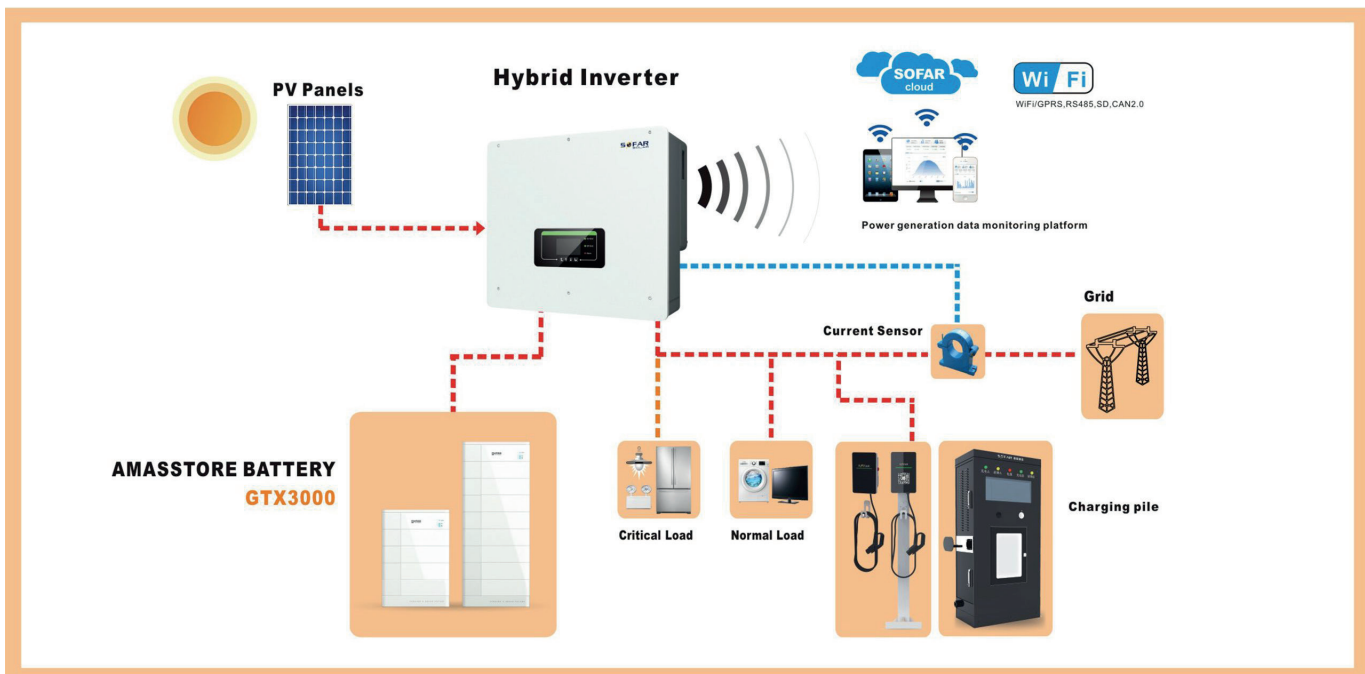 Hybrid Inverter
PV Panels
SOFAR
cloud
Wi Fi
WiFi/GPRS,RS485,SD,CAN2.0
SOFAR
Power generation data monitoring platform
Grid
Current Sensor
AMASSTORE BATTERY
GTX3000
Critical Load
Normal Load
Charging pile